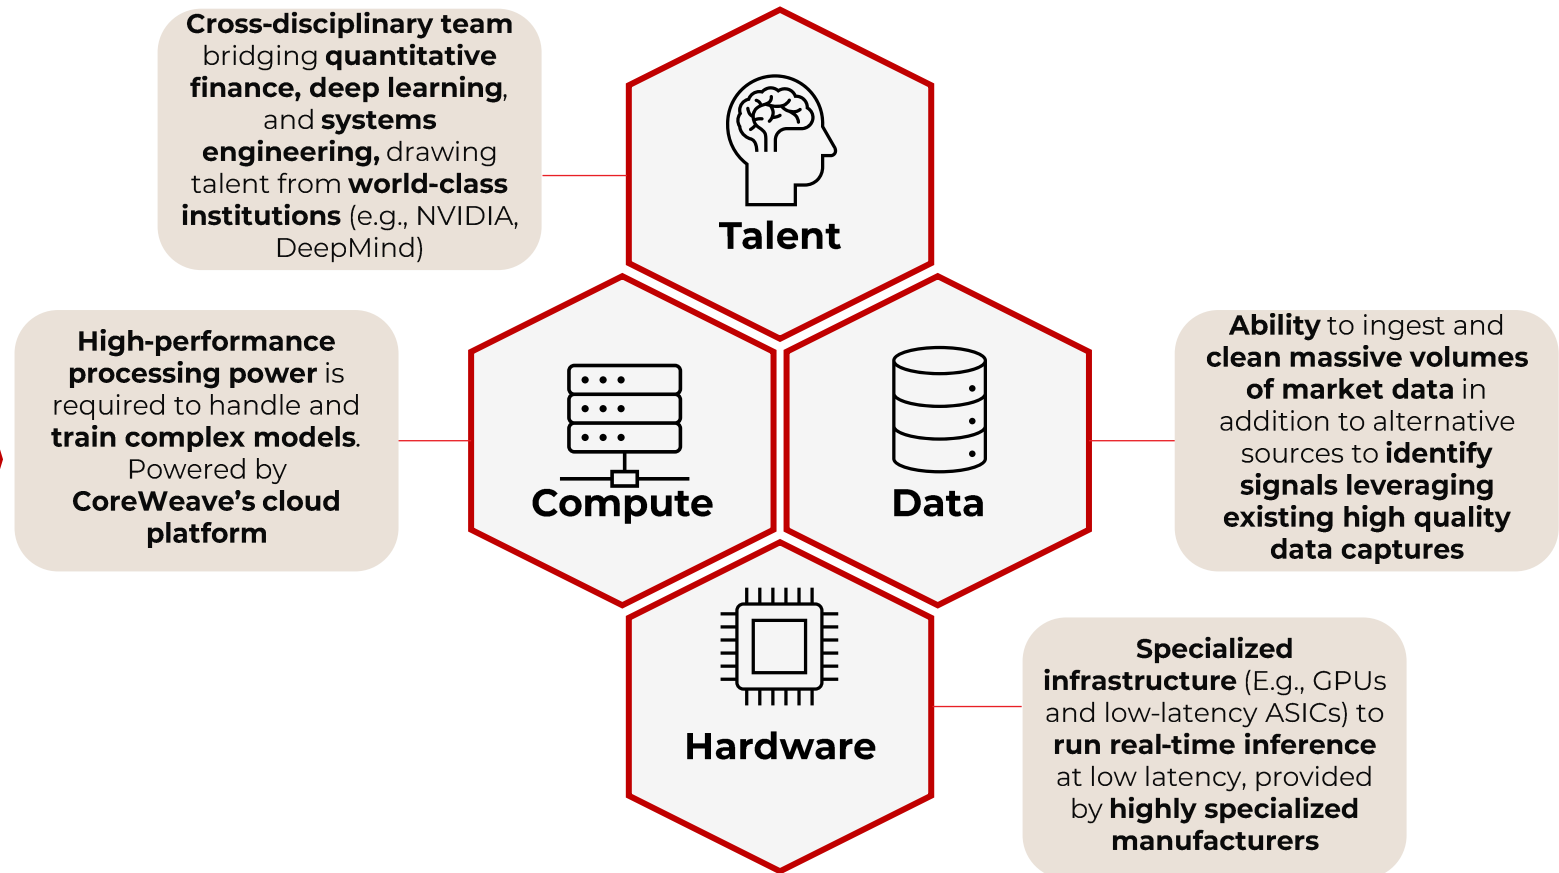 Cross-disciplinary team
bridging quantitative
finance, deep learning,
and systems
engineering, drawing
talent from world-class
institutions (e.g., NVIDIA,
DeepMind)
Talent
High-performance
processing power is
required to handle and
train complex models.
Powered by
CoreWeave’s cloud
platform
Compute
Data
Ability to ingest and
clean massive volumes
of market data in
addition to alternative
sources to identify
signals leveraging
existing high quality
data captures
Hardware
Specialized
infrastructure (E.g., GPUs
and low-latency ASICs) to
run real-time inference
at low latency, provided
by highly specialized
manufacturers